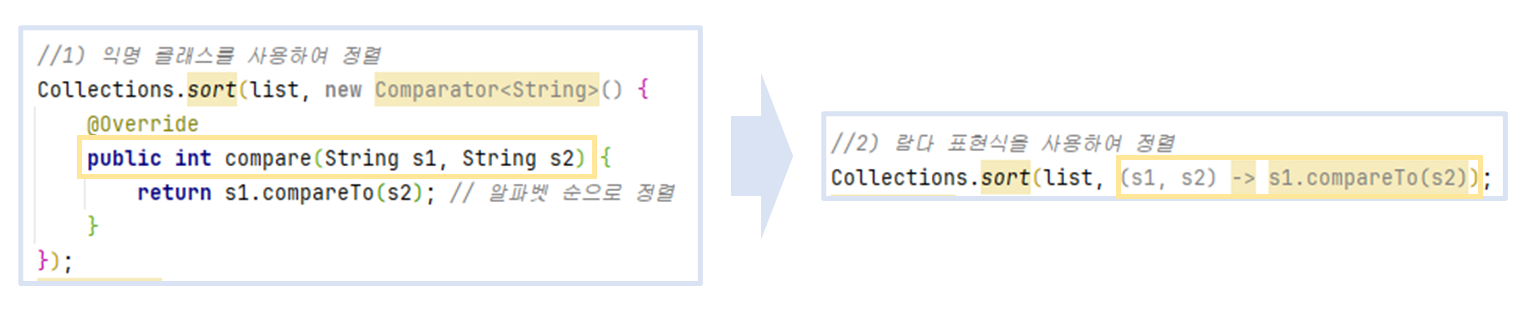 //1) 익명 클래스를 사용하여 정렬
Collections.sort(list, new Comparator<String>() {
@Override
public int compare(String s1, String s2) {
return s1.compareTo(s2); // 알파벳 순으로 정렬
}
});
//2) 람다 표현식을 사용하여 정렬
Collections.sort(list, (s1, s2) -> s1.compareTo(s2));